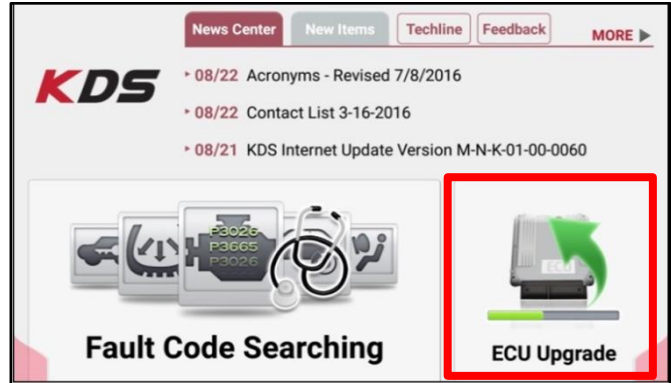 News Center New Items Techline Feedback MORE
KDS
08/22 Acronyms - Revised 7/8/2016
08/22 Contact List 3-16-2016
08/21 KDS Internet Update Version M-N-K-01-00-0060
P3026
P3665
P3026
ECU
Fault Code Searching
ECU Upgrade